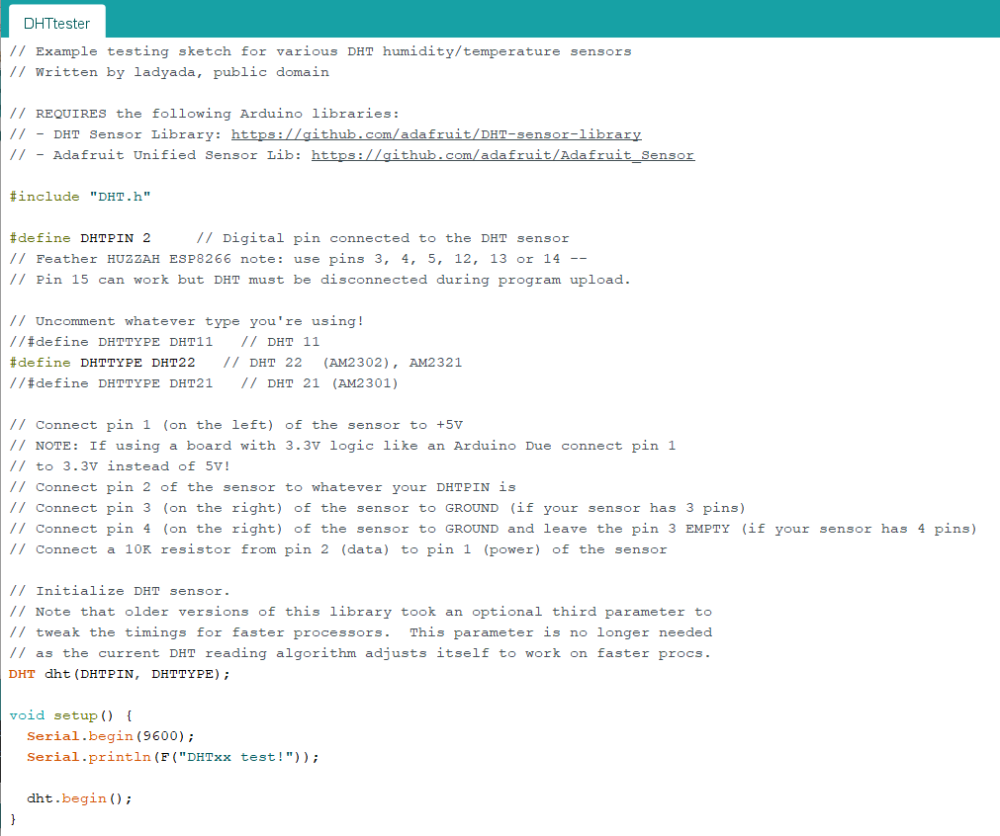 DHTtester
// Example testing sketch for various DHT humidity/temperature sensors
// Written by ladyada, public domain
// REQUIRES the following Arduino libraries:
// - DHT Sensor Library: https://github.com/adafruit/DHT-sensor-library
// - Adafruit Unified Sensor Lib: https://github.com/adafruit/Adafruit_Sensor
#include "DHT.h"
#define DHTPIN 2     // Digital pin connected to the DHT sensor
// Feather HUZZAH ESP8266 note: use pins 3, 4, 5, 12, 13 or 14 --
// Pin 15 can work but DHT must be disconnected during program upload.
// Uncomment whatever type you're using!
//#define DHTTYPE DHT11   // DHT 11
#define DHTTYPE DHT22   // DHT 22  (AM2302), AM2321
//#define DHTTYPE DHT21   // DHT 21 (AM2301)
// Connect pin 1 (on the left) of the sensor to +5V
// NOTE: If using a board with 3.3V logic like an Arduino Due connect pin 1
// to 3.3V instead of 5V!
// Connect pin 2 of the sensor to whatever your DHTPIN is
// Connect pin 3 (on the right) of the sensor to GROUND (if your sensor has 3 pins)
// Connect pin 4 (on the right) of the sensor to GROUND and leave the pin 3 EMPTY (if your sensor has 4 pins)
// Connect a 10K resistor from pin 2 (data) to pin 1 (power) of the sensor
// Initialize DHT sensor.
// Note that older versions of this library took an optional third parameter to
// tweak the timings for faster processors.  This parameter is no longer needed
// as the current DHT reading algorithm adjusts itself to work on faster procs.
DHT dht(DHTPIN, DHTTYPE);
void setup() {
  Serial.begin(9600);
  Serial.println(F("DHTxx test!"));
  dht.begin();
}